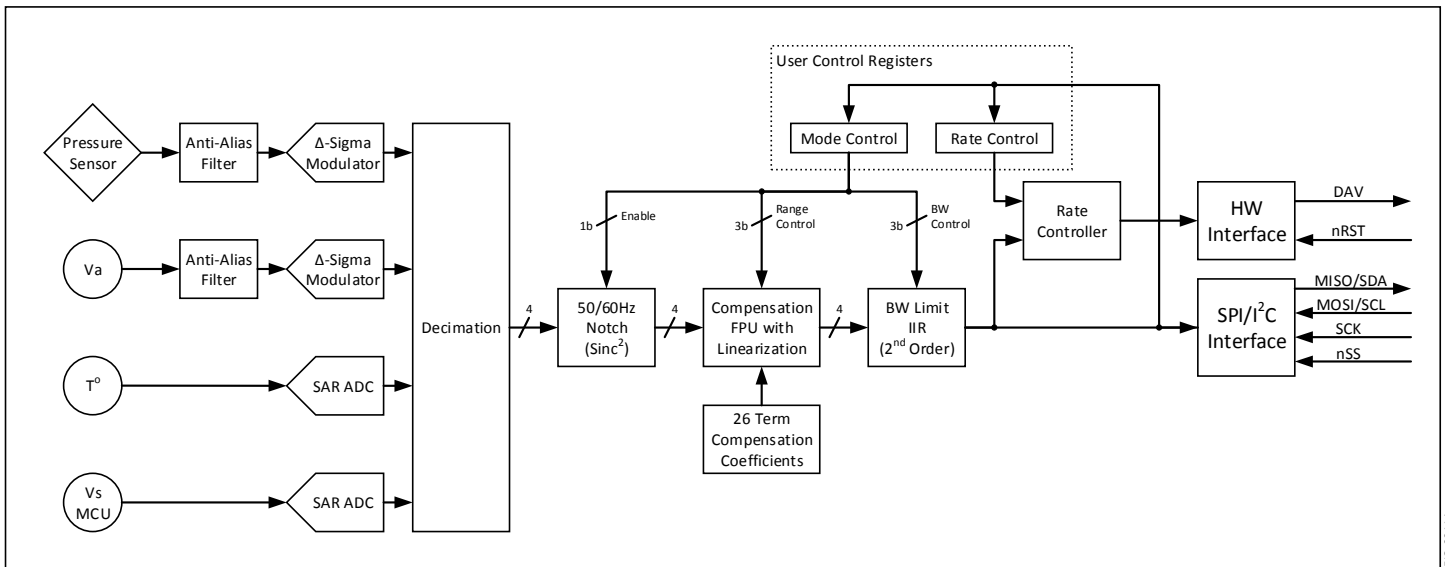 User Control Registers
Mode Control
Rate Control
Pressure
Sensor
Anti-Alias
Filter
Δ-Sigma
Modulator
Va
Anti-Alias
Filter
Δ-Sigma
Modulator
T°
SAR ADC
Vs
MCU
SAR ADC
Decimation
4
1b
Enable
50/60Hz
Notch
(Sinc²)
4
3b
Range
Control
Compensation
FPU with
Linearization
26 Term
Compensation
Coefficients
4
3b
BW
Control
BW Limit
IIR
(2nd Order)
Rate
Controller
HW
Interface
DAV
nRST
SPI/I²C
Interface
MISO/SDA
MOSI/SCL
SCK
nSS